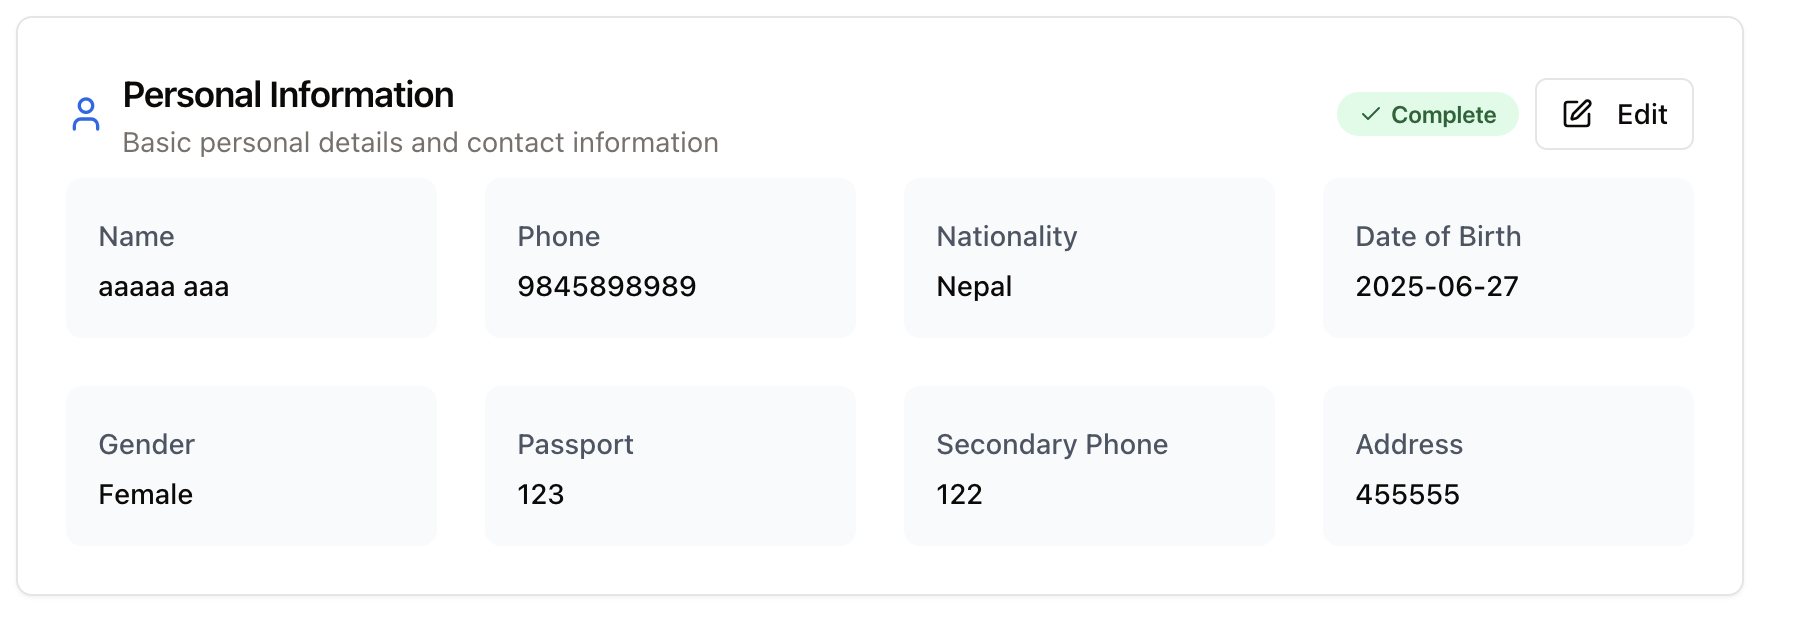 Personal Information
Basic personal details and contact information
Complete
Edit
Name
aaaaa aaa
Phone
9845898989
Nationality
Nepal
Date of Birth
2025-06-27
Gender
Female
Passport
123
Secondary Phone
122
Address
455555